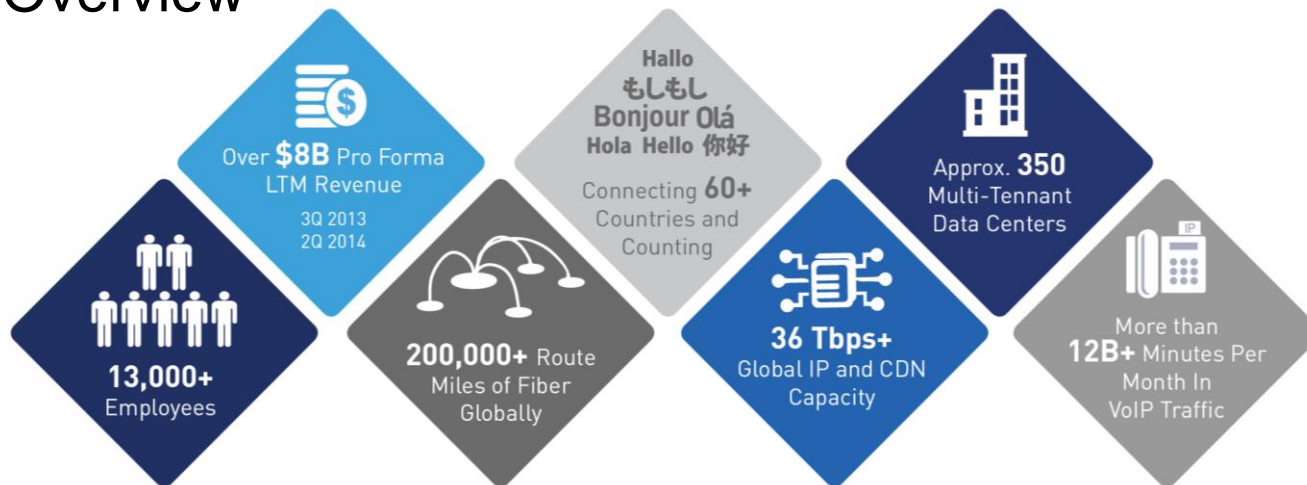 Overview
Over $8B Pro Forma
LTM Revenue
3Q 2013
2Q 2014
Hallo
もしもし
Bonjour Olá
Hola Hello 你好
Connecting 60+
Countries and
Counting
Approx. 350
Multi-Tennant
Data Centers
13,000+
Employees
200,000+ Route
Miles of Fiber
Globally
36 Tbps+
Global IP and CDN
Capacity
IP
More than
12B+ Minutes Per
Month In
VoIP Traffic
$